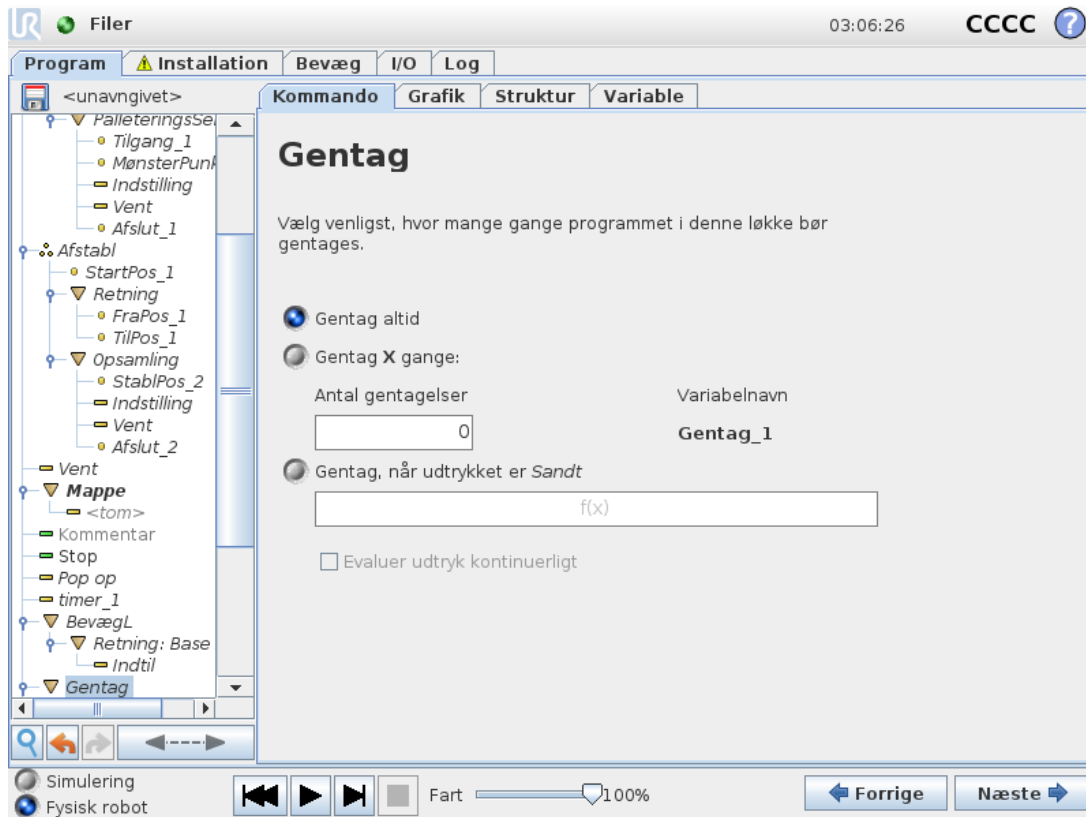 Filer
03:06:26
CCCC
?
Program
Installation
Bevæg
I/O
Log
<unavngivet>
Kommando
Grafik
Struktur
Variable
PalleteringsSe
Tilgang_1
MønsterPunk
Indstilling
Vent
Afslut_1
Afstabl
StartPos_1
Retning
FraPos_1
TilPos_1
Opsamling
StablPos_2
Indstilling
Vent
Afslut_2
Vent
Mappe
<tom>
Kommentar
Stop
Pop op
timer_1
BevægL
Retning: Base
Indtil
Gentag
Gentag
Vælg venligst, hvor mange gange programmet i denne løkke bør
gentages.
Gentag altid
Gentag X gange:
Antal gentagelser
Variabelnavn
0
Gentag_1
Gentag, når udtrykket er Sandt
f(x)
Evaluer udtryk kontinuerligt
Simulering
Fysisk robot
Fart
100%
Forrige
Næste